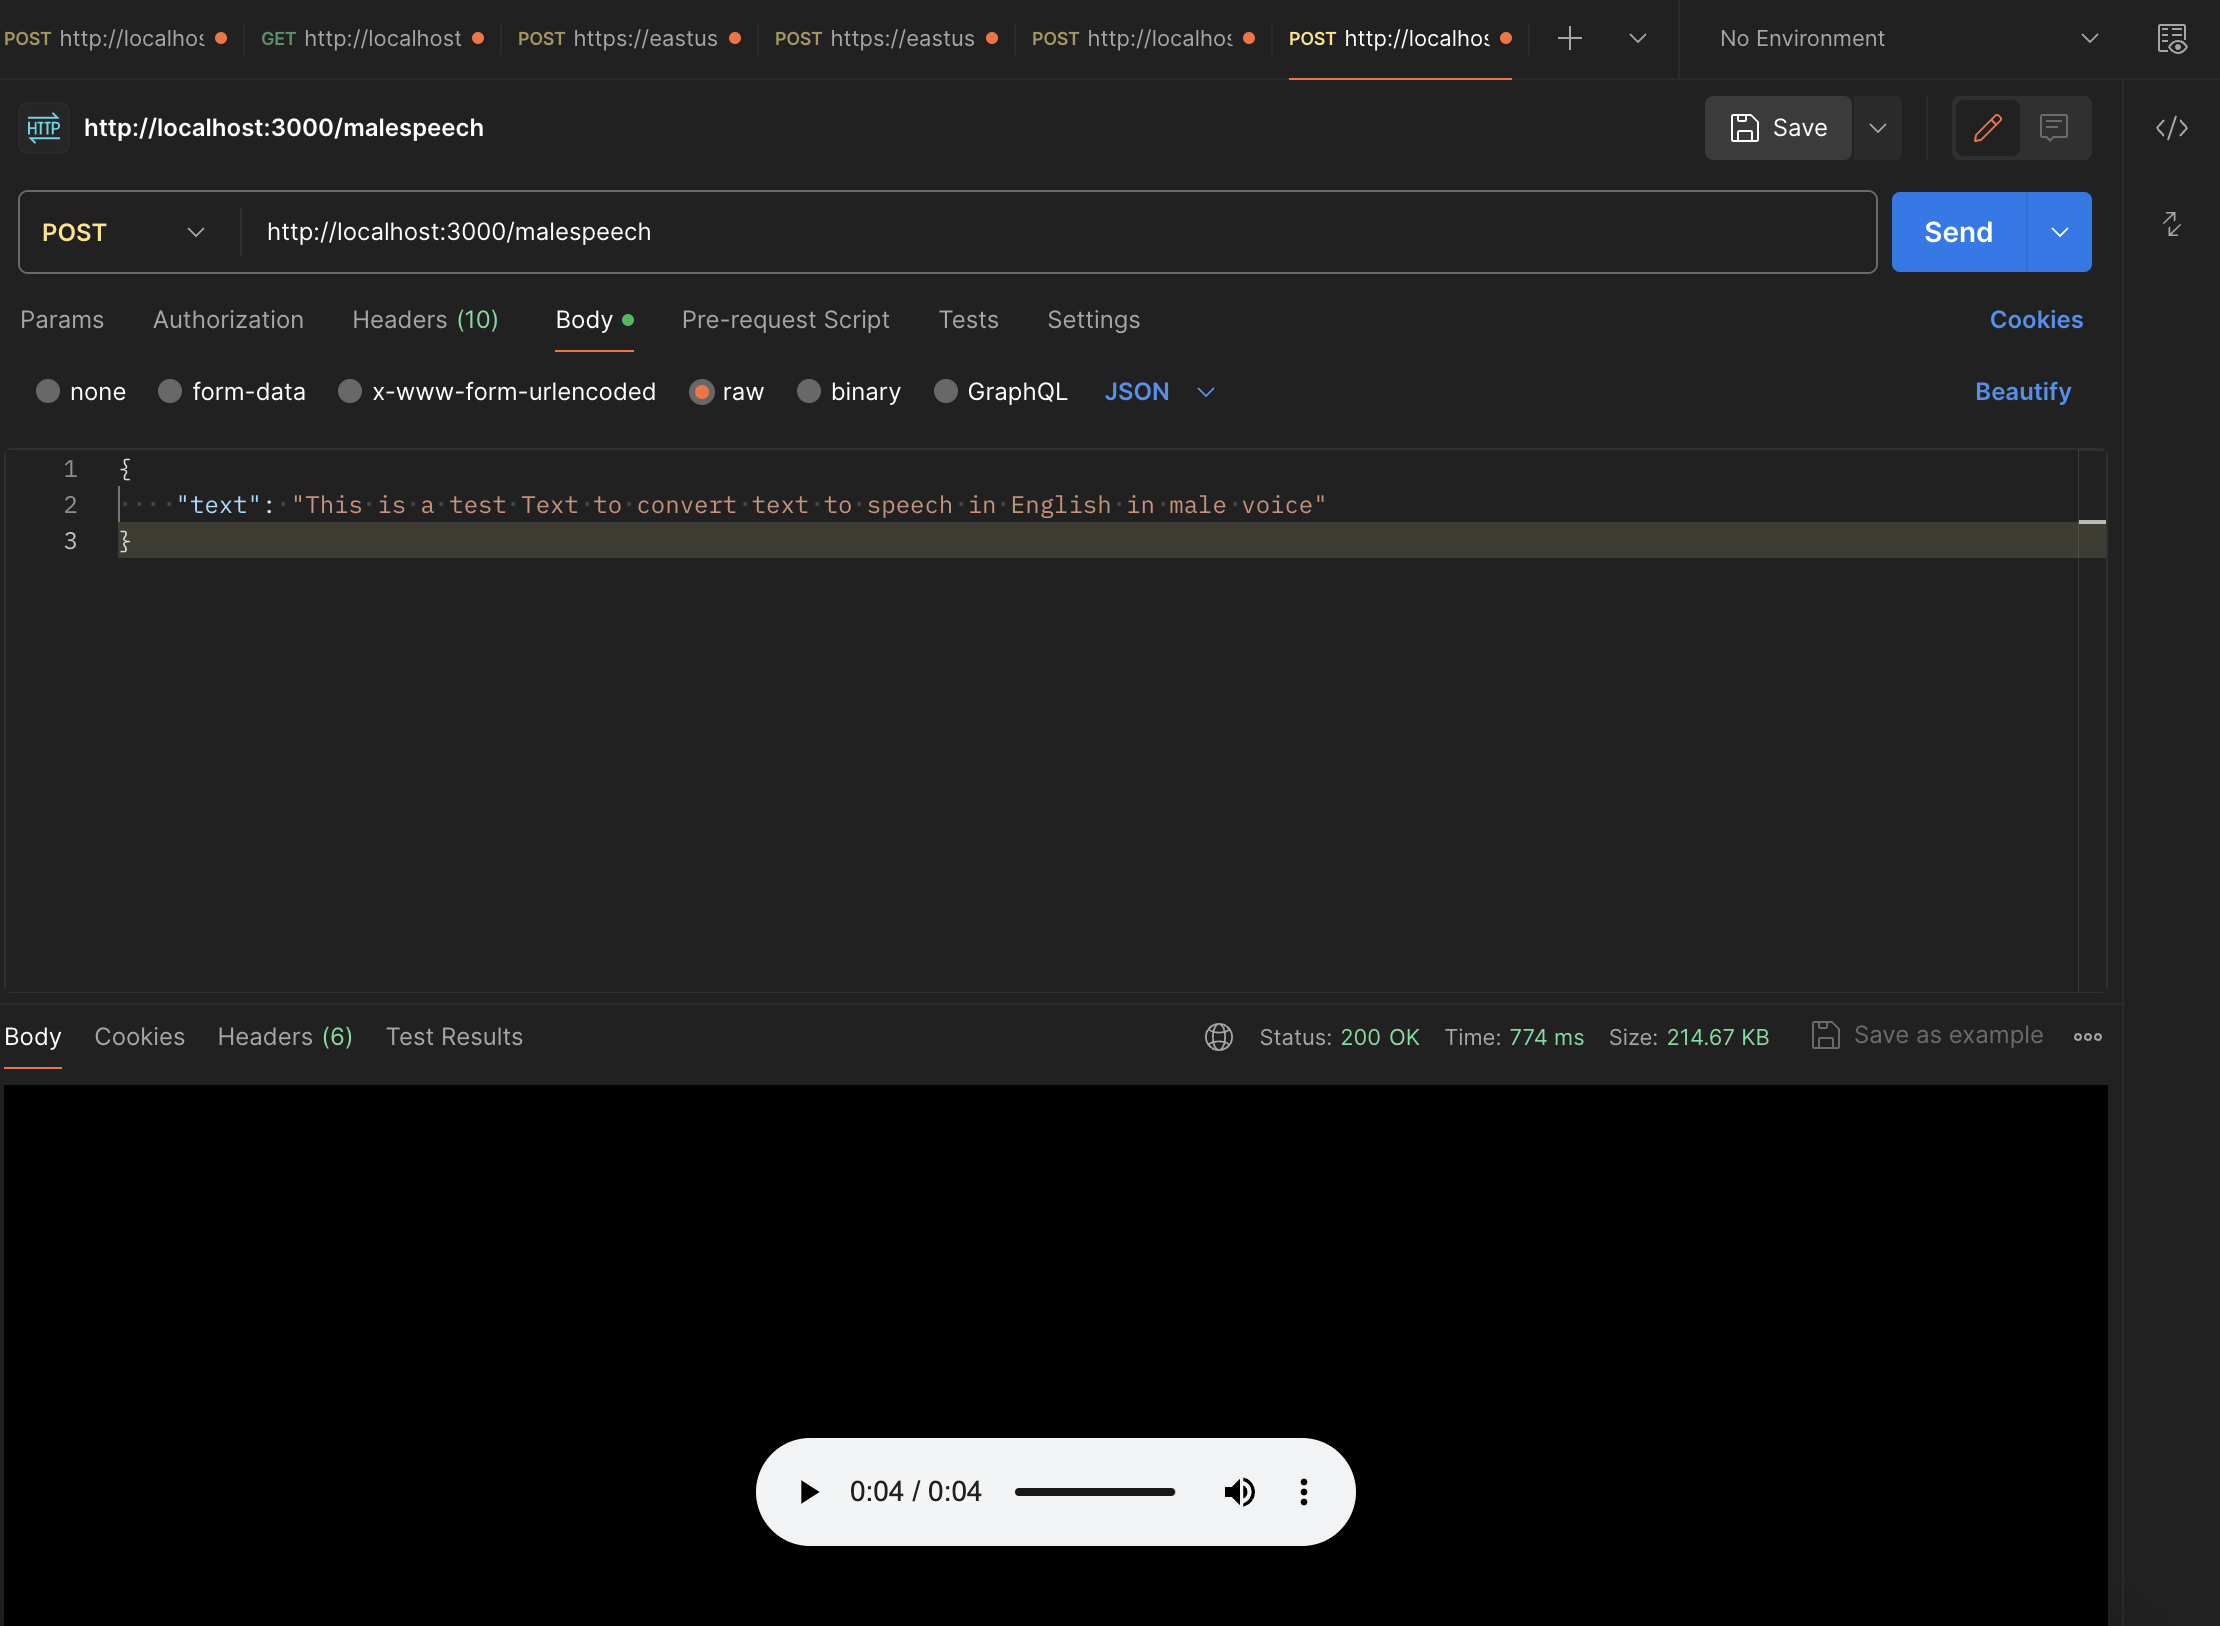 POST http://localhos GET http://localhost POST https://eastus POST https://eastus POST http://localhos POST http://localhos No Environment
HTTP http://localhost:3000/malespeech Save
POST http://localhost:3000/malespeech Send
Params Authorization Headers (10) Body Pre-request Script Tests Settings Cookies
none form-data x-www-form-urlencoded raw binary GraphQL JSON Beautify
1 {
2 "text": "This is a test Text to convert text to speech in English in male voice"
3 }
Body Cookies Headers (6) Test Results Status: 200 OK Time: 774 ms Size: 214.67 KB Save as example
0:04 / 0:04